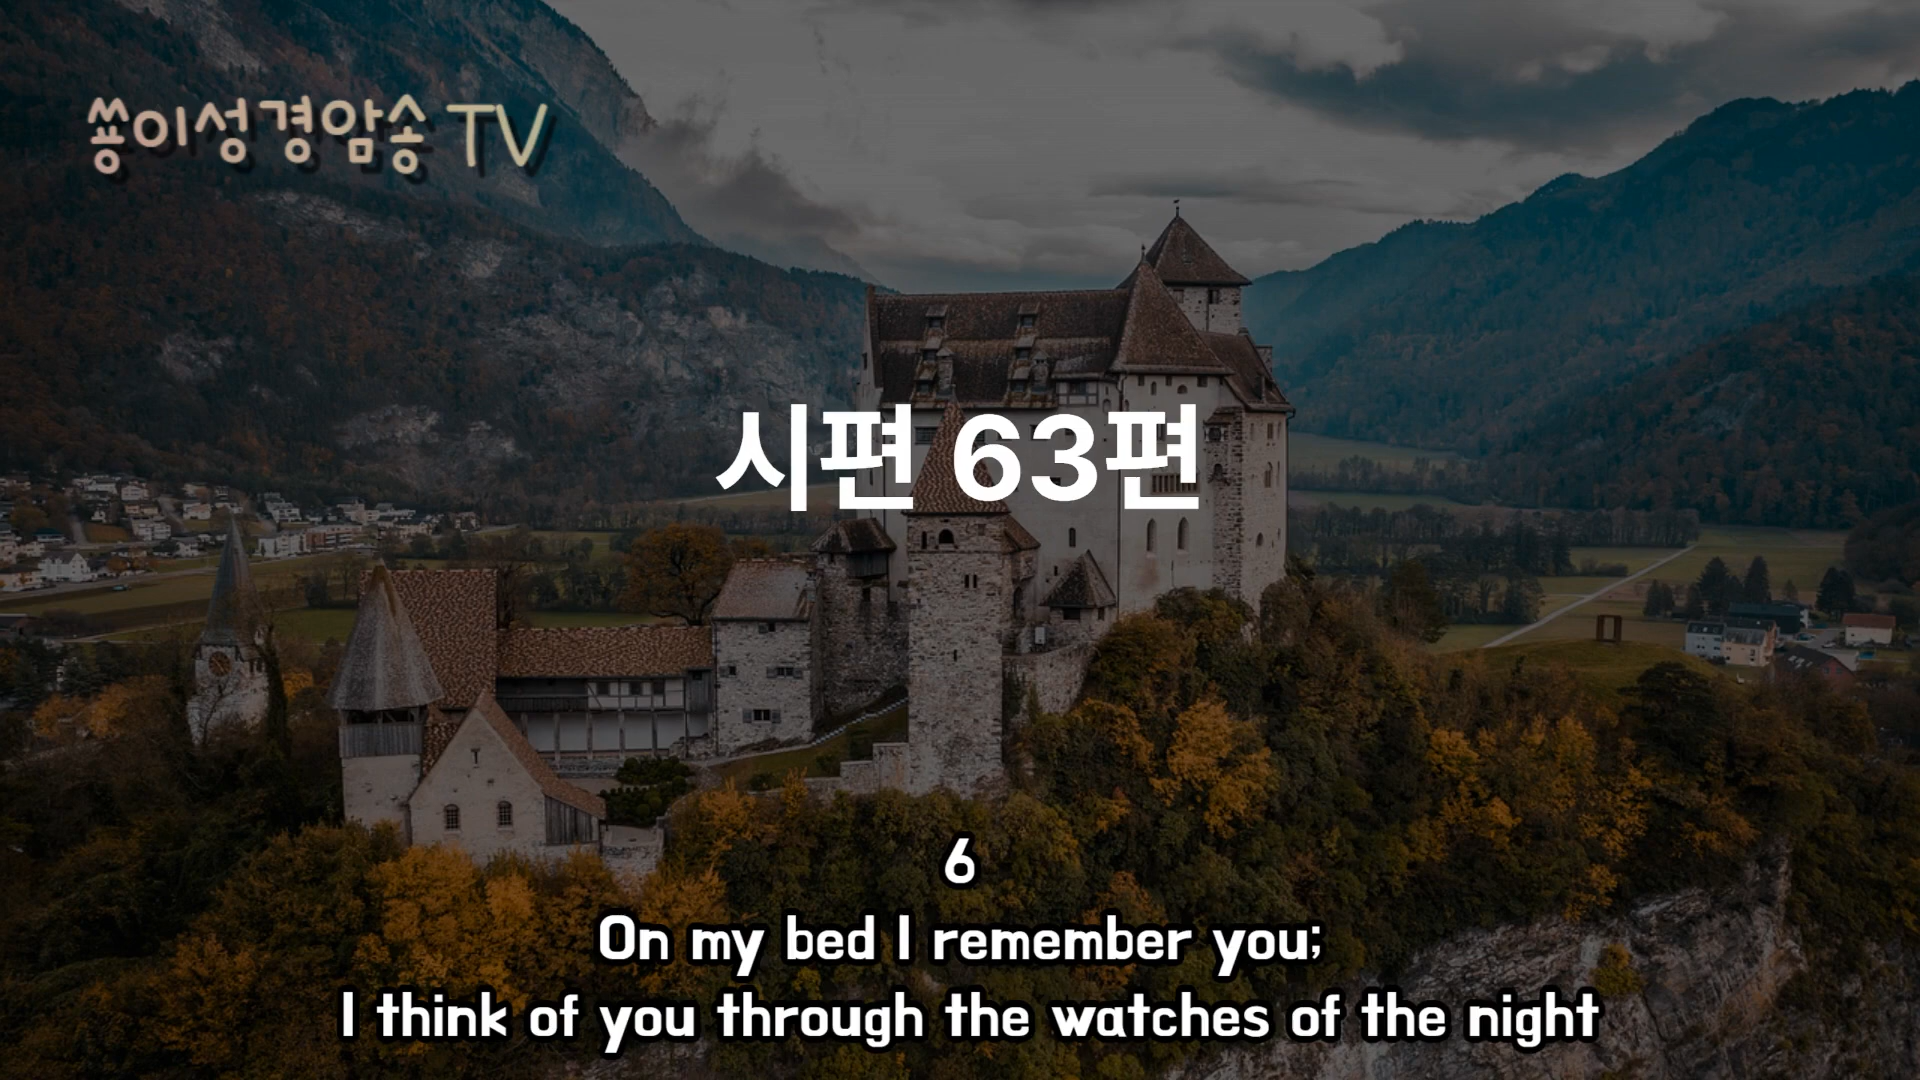 쏭이성경암송 TV
시편 63편
6
On my bed I remember you;
I think of you through the watches of the night